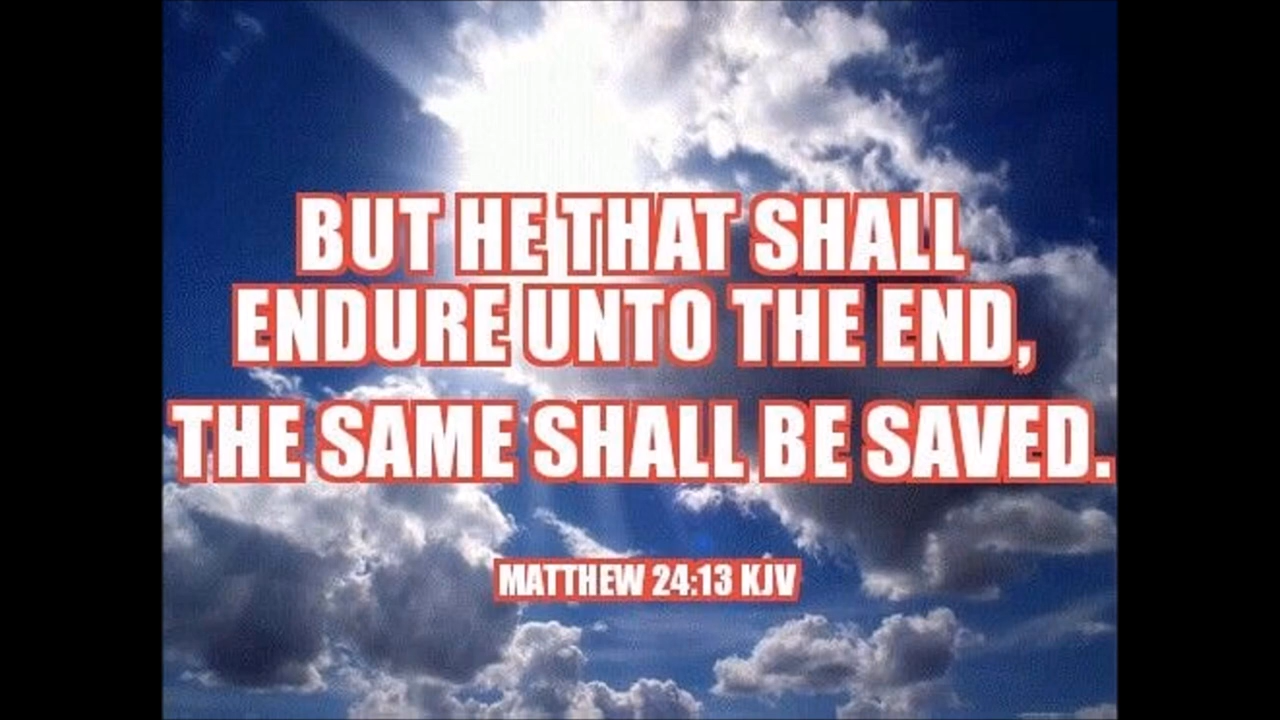 BUT HE THAT SHALL
ENDURE UNTO THE END,
THE SAME SHALL BE SAVED.
MATTHEW 24:13 KJV